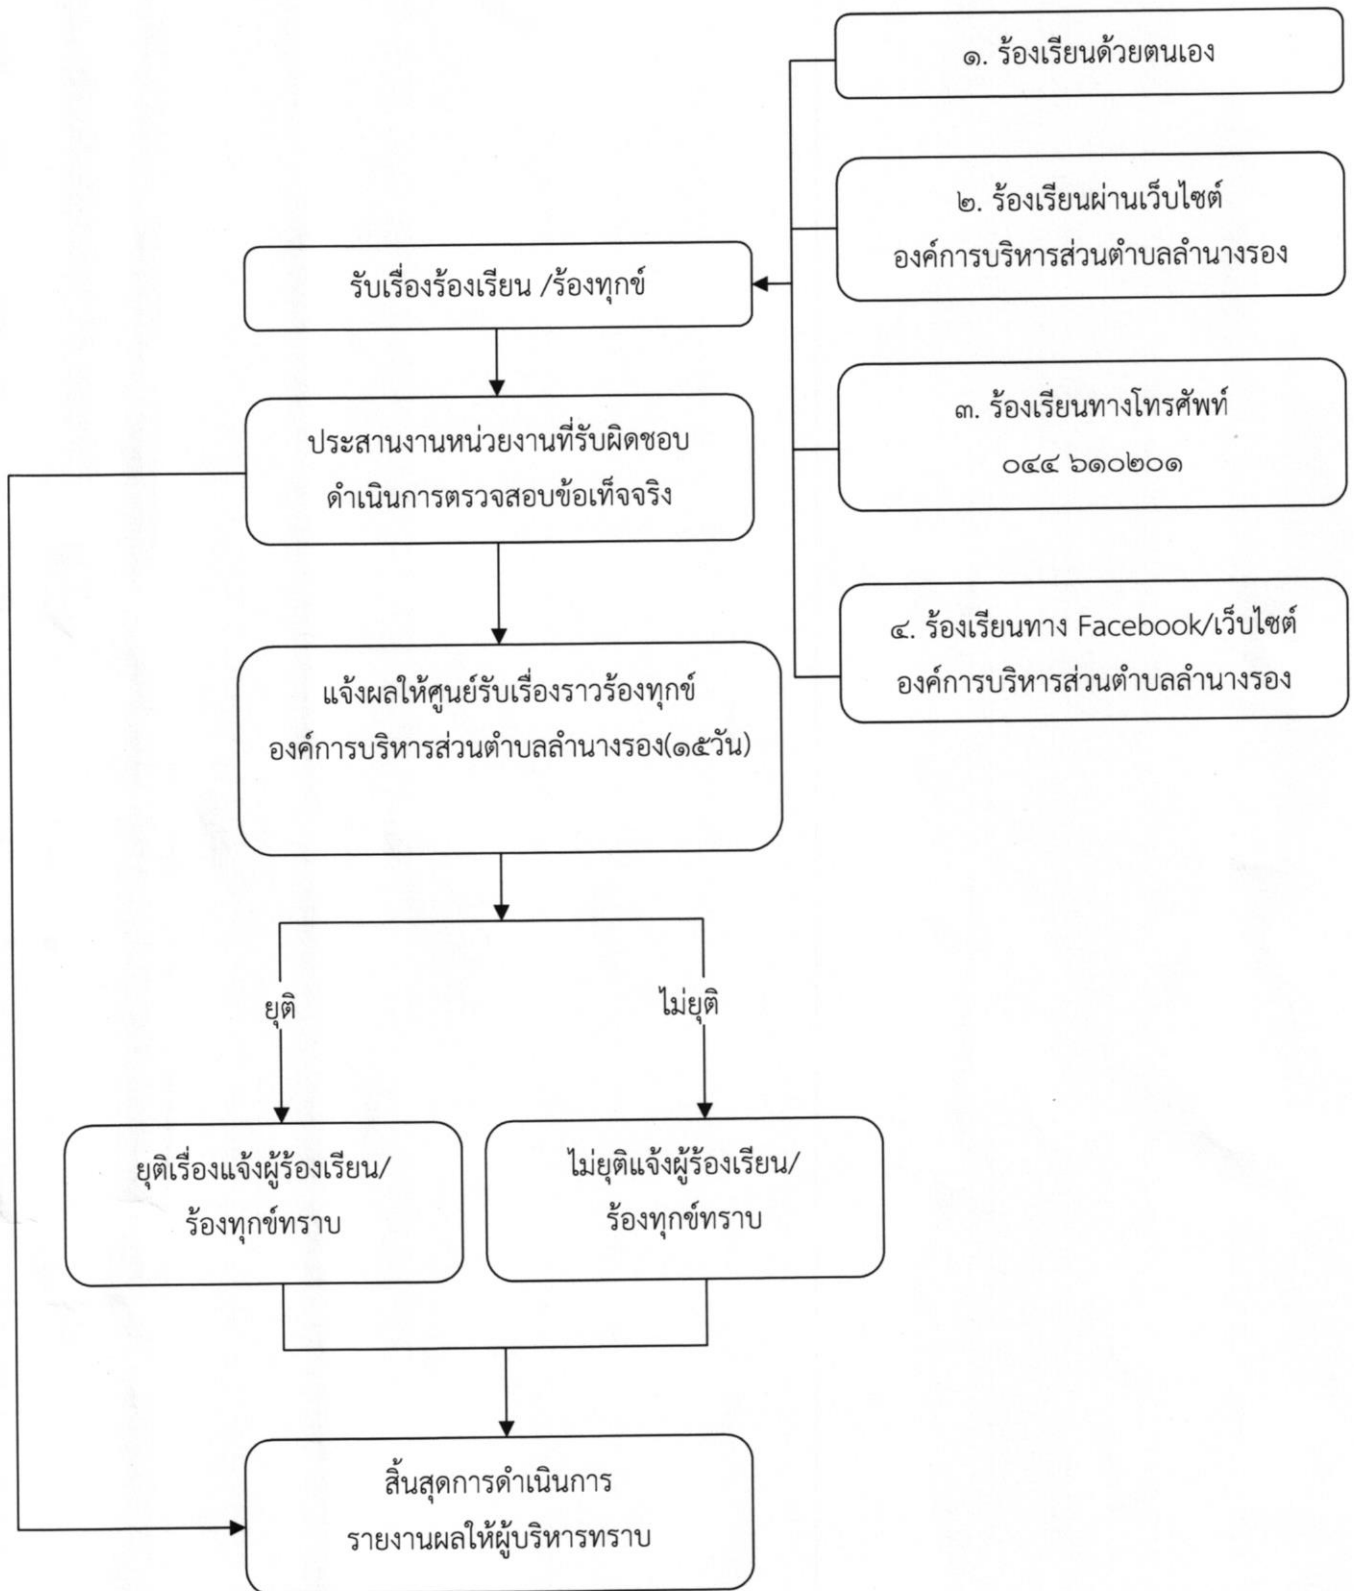 ๑. ร้องเรียนด้วยตนเอง
๒. ร้องเรียนผ่านเว็บไซต์
องค์การบริหารส่วนตำบลลำนางรอง
รับเรื่องร้องเรียน /ร้องทุกข์
๓. ร้องเรียนทางโทรศัพท์
๐๔๔ ๖๑๐๒๐๑
ประสานงานหน่วยงานที่รับผิดชอบ
ดำเนินการตรวจสอบข้อเท็จจริง
๔. ร้องเรียนทาง Facebook/เว็บไซต์
องค์การบริหารส่วนตำบลลำนางรอง
แจ้งผลให้ศูนย์รับเรื่องราวร้องทุกข์
องค์การบริหารส่วนตำบลลำนางรอง(๑๕วัน)
ยุติ
ไม่ยุติ
ยุติเรื่องแจ้งผู้ร้องเรียน/
ร้องทุกข์ทราบ
ไม่ยุติแจ้งผู้ร้องเรียน/
ร้องทุกข์ทราบ
สิ้นสุดการดำเนินการ
รายงานผลให้ผู้บริหารทราบ